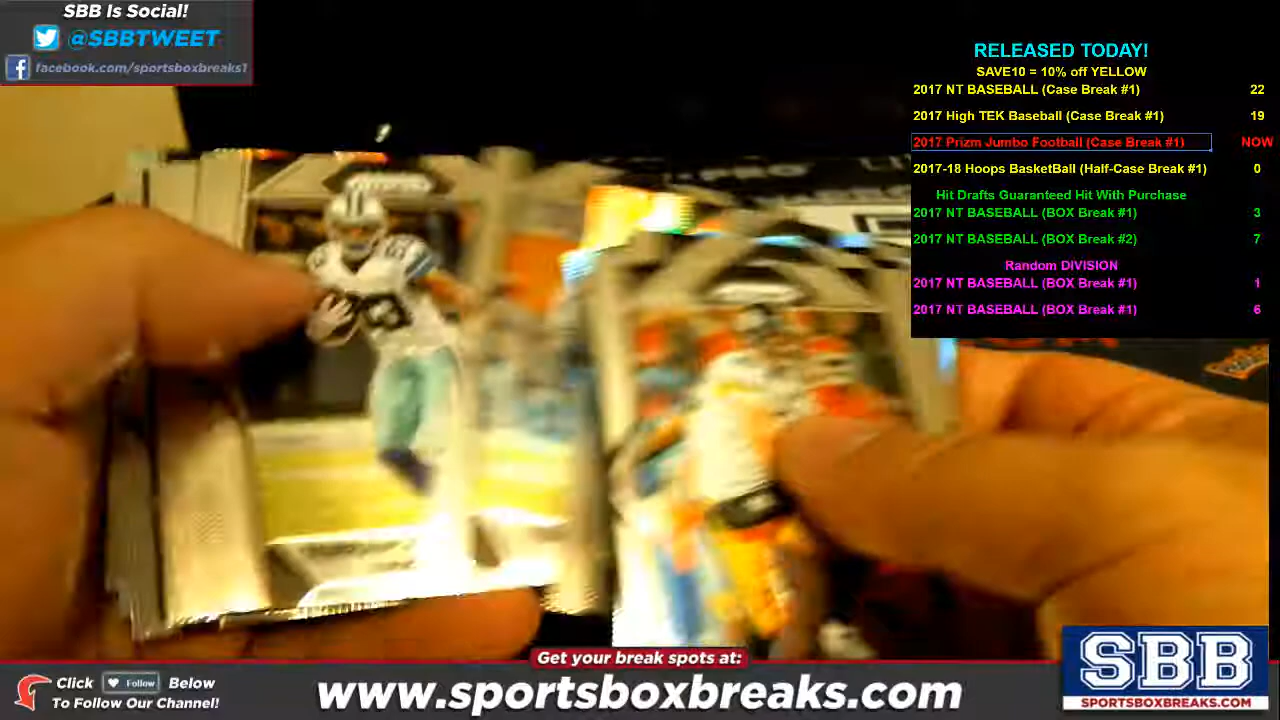 SBB Is Social!
@SBBTWEET
facebook.com/sportsboxbreaks1
RELEASED TODAY!
SAVE10 = 10% off YELLOW
2017 NT BASEBALL (Case Break #1) 22
2017 High TEK Baseball (Case Break #1) 19
2017 Prizm Jumbo Football (Case Break #1) NOW
2017-18 Hoops BasketBall (Half-Case Break #1) 0
Hit Drafts Guaranteed Hit With Purchase
2017 NT BASEBALL (BOX Break #1) 3
2017 NT BASEBALL (BOX Break #2) 7
Random DIVISION
2017 NT BASEBALL (BOX Break #1) 1
2017 NT BASEBALL (BOX Break #1) 6
Get your break spots at:
Click Follow Below
To Follow Our Channel!
www.sportsboxbreaks.com
SBB
SPORTSBOXBREAKS.COM